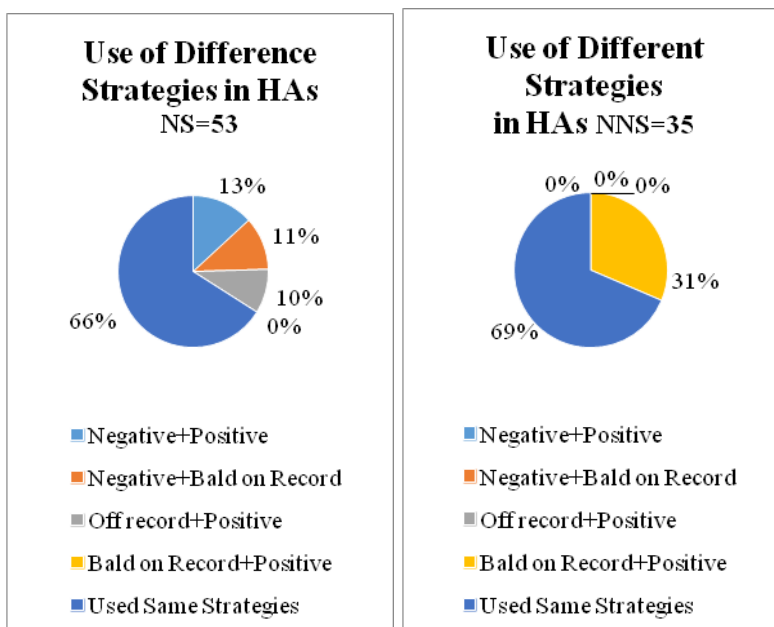 Use of Difference
Strategies in HAs
NS=53
13%
11%
10%
0%
66%
Negative+Positive
Negative+Bald on Record
Off record+Positive
Bald on Record+Positive
Used Same Strategies
Use of Different
Strategies
in HAs NNS=35
0% 0% 0%
31%
69%
Negative+Positive
Negative+Bald on Record
Off record+Positive
Bald on Record+Positive
Used Same Strategies